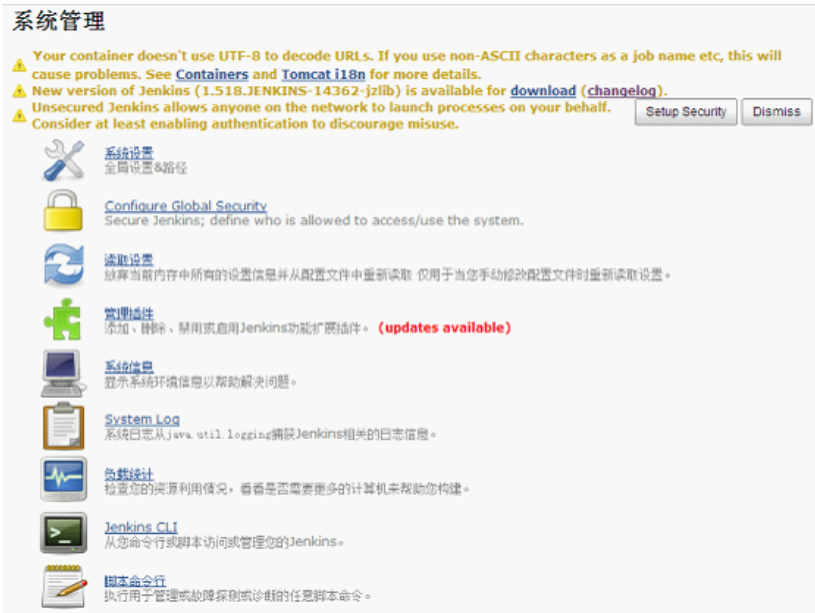 系统管理
Your container doesn't use UTF-8 to decode URLs. If you use non-ASCII characters as a job name etc, this will
cause problems. See Containers and Tomcat i18n for more details.
New version of Jenkins (1.518.JENKINS-14362-jzlib) is available for download (changelog).
Unsecured Jenkins allows anyone on the network to launch processes on your behalf.
Consider at least enabling authentication to discourage misuse.
Setup Security Dismiss
系统设置
全局设置&路径
Configure Global Security
Secure Jenkins; define who is allowed to access/use the system.
读取设置
放弃当前内存中所有的设置信息并从配置文件中重新读取 仅用于当您手动修改配置文件时重新读取设置。
管理插件
添加、删除、禁用或启用Jenkins功能扩展插件。 (updates available)
系统信息
显示系统环境信息以帮助解决问题。
System Log
系统日志从java.util.logging捕获Jenkins相关的日志信息。
负载统计
检查您的资源利用情况，看看是否需要更多的计算机来帮助您构建。
Jenkins CLI
从您命令行或脚本访问或管理您的Jenkins。
脚本命令行
执行用于管理或故障探测或诊断的任意脚本命令。